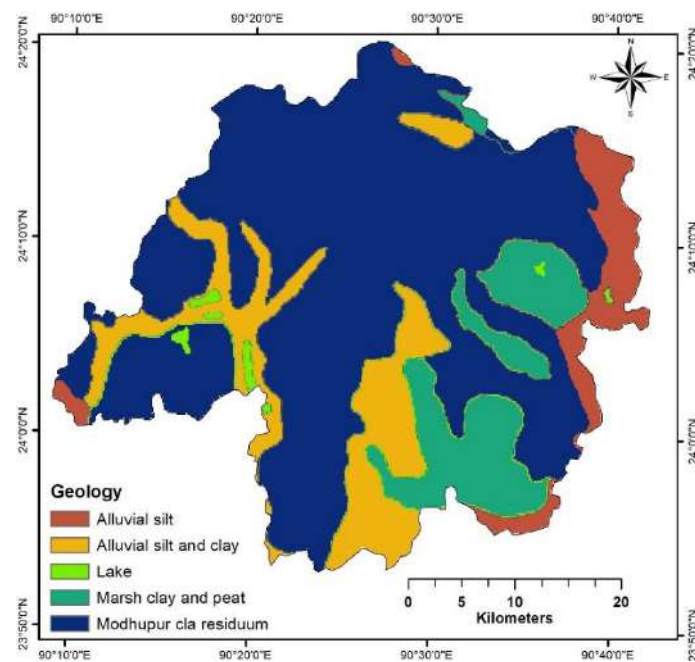 90°10'0"E 90°20'0"E 90°30'0"E 90°40'0"E
24°20'0"N 24°20'0"N
N
W E
S
24°10'0"N 24°10'0"N
24°0'0"N 24°0'0"N
Geology
Alluvial silt
Alluvial silt and clay
Lake
Marsh clay and peat
Modhupur cla residuum
0 5 10 20
Kilometers
23°50'0"N 23°50'0"N
90°10'0"E 90°20'0"E 90°30'0"E 90°40'0"E